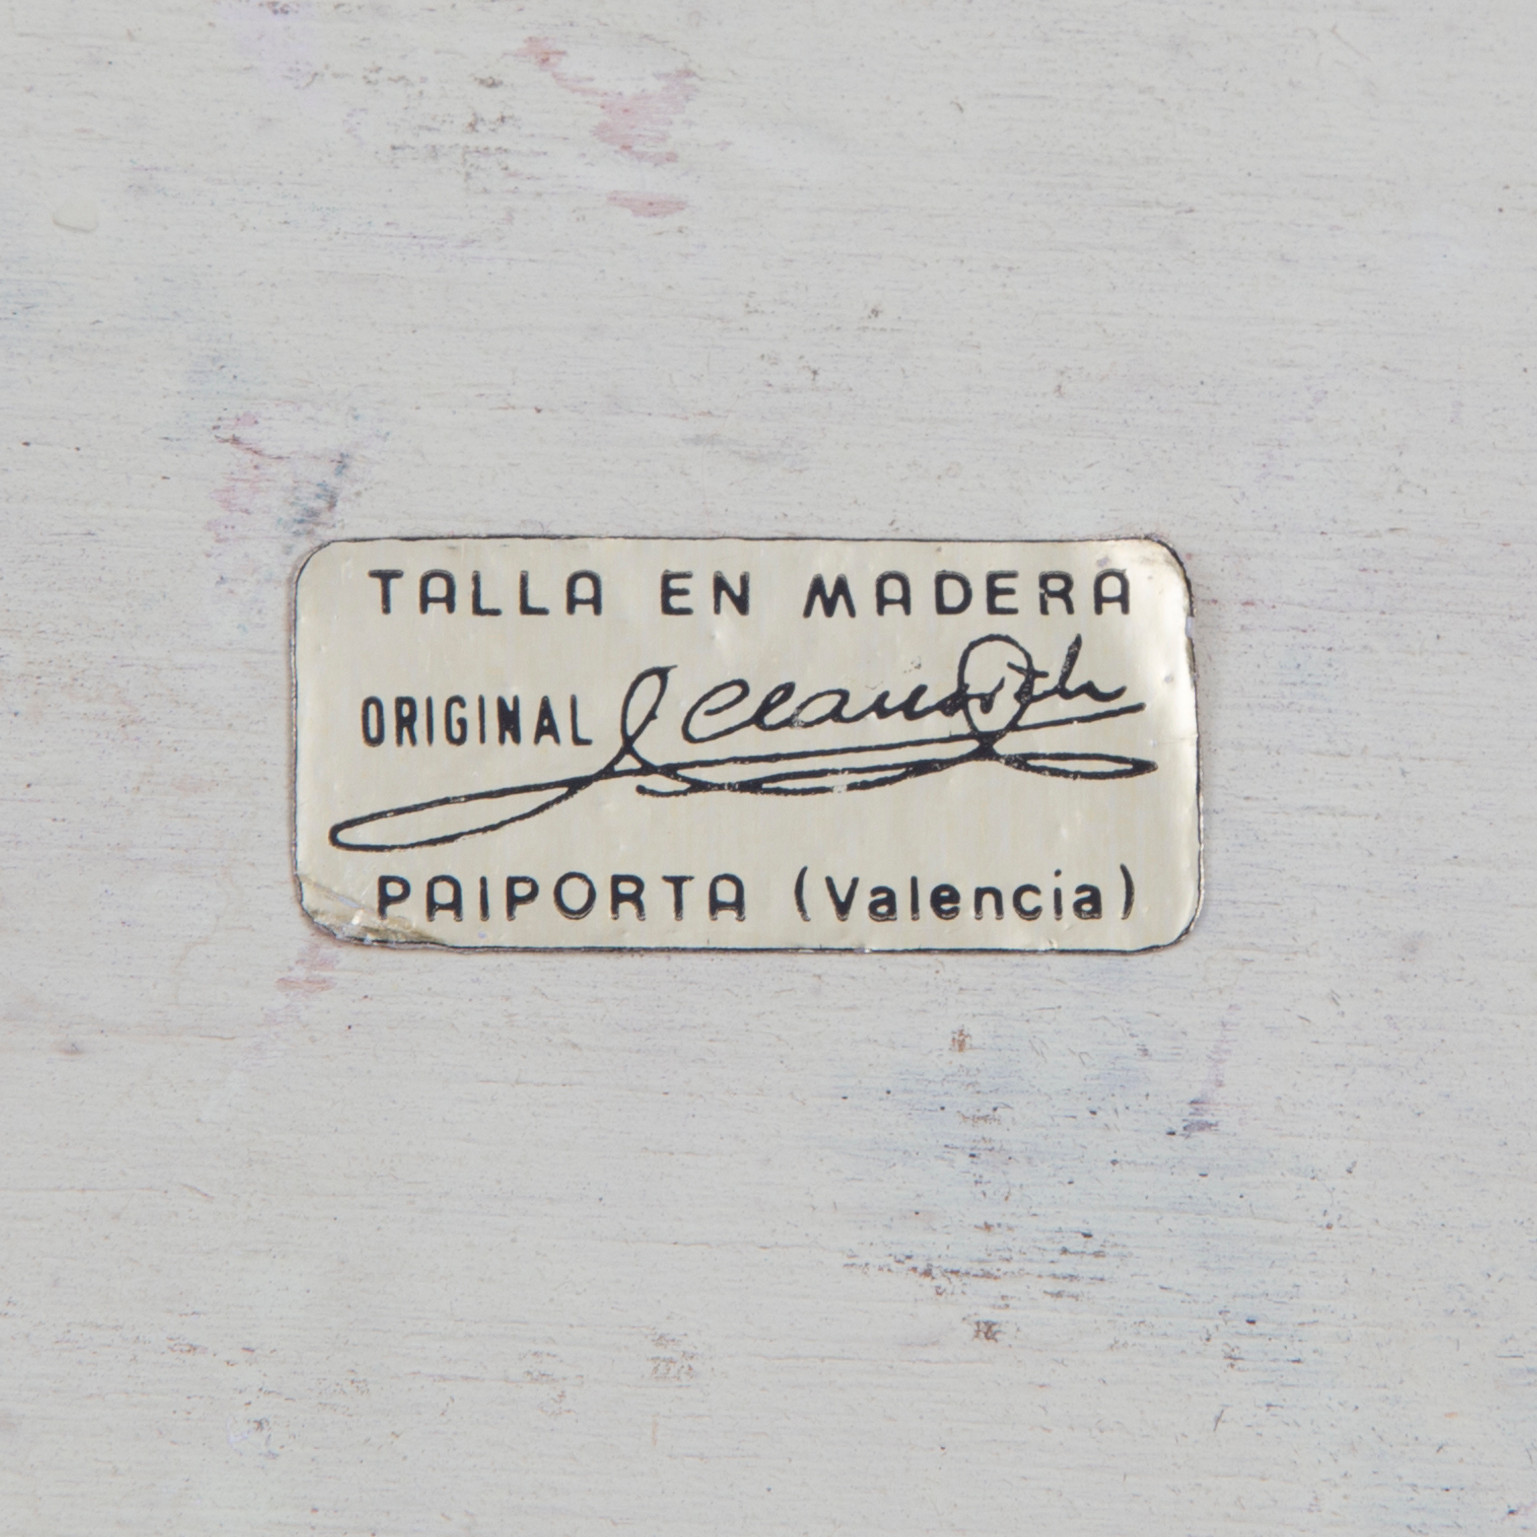 TALLA EN MADERA
ORIGINAL
PAIPORTA (Valencia)